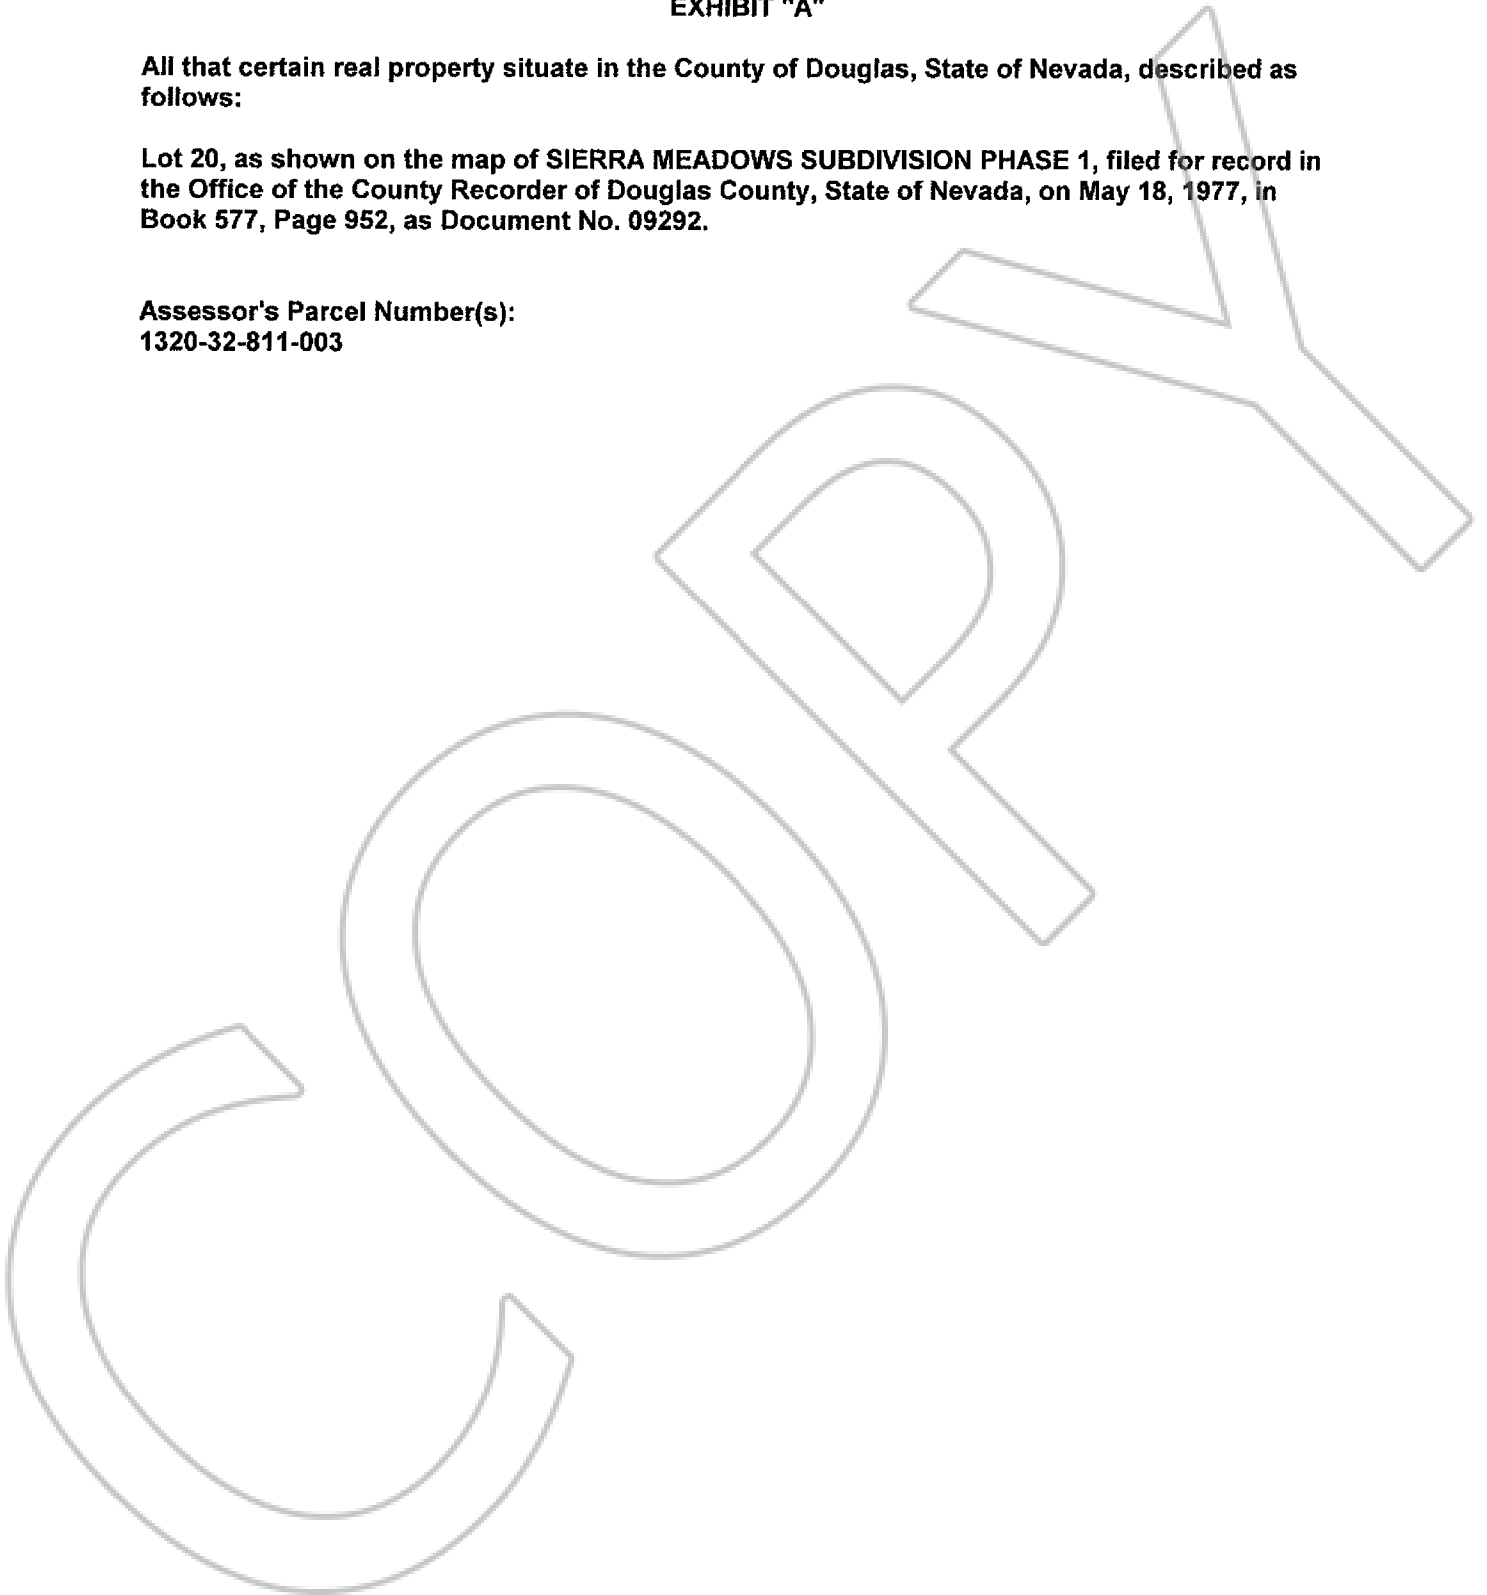 EXHIBIT "A"
All that certain real property situate in the County of Douglas, State of Nevada, described as
follows:
Lot 20, as shown on the map of SIERRA MEADOWS SUBDIVISION PHASE 1, filed for record in
the Office of the County Recorder of Douglas County, State of Nevada, on May 18, 1977, in
Book 577, Page 952, as Document No. 09292.
Assessor's Parcel Number(s):
1320-32-811-003
COPY